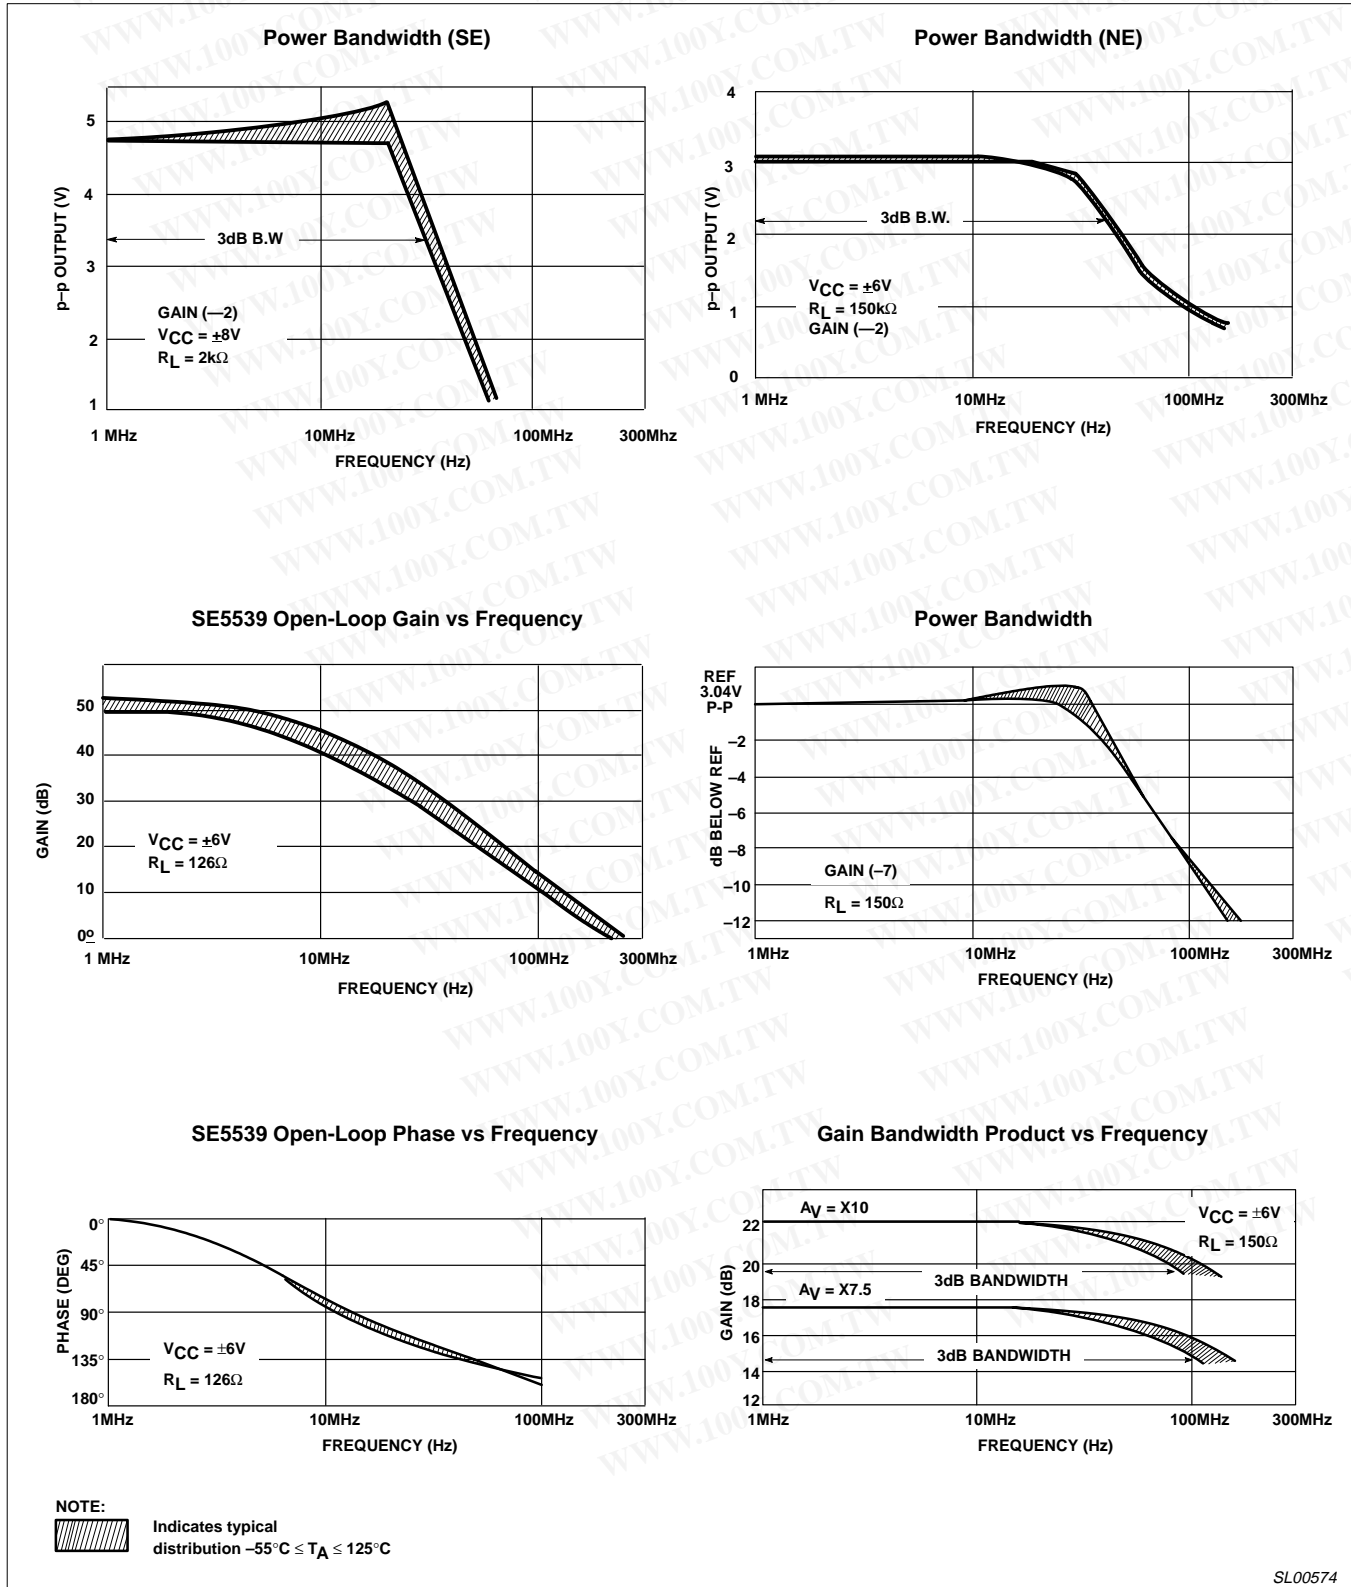 Power Bandwidth (SE)
5
4
3
2
1
p–p OUTPUT (V)
3dB B.W
GAIN (—2)
VCC = ±8V
RL = 2kΩ
1 MHz 10MHz 100MHz 300Mhz
FREQUENCY (Hz)
Power Bandwidth (NE)
4
3
2
1
0
p–p OUTPUT (V)
3dB B.W.
VCC = ±6V
RL = 150kΩ
GAIN (—2)
1 MHz 10MHz 100MHz 300MHz
FREQUENCY (Hz)
SE5539 Open-Loop Gain vs Frequency
50
40
30
20
10
0º
GAIN (dB)
VCC = ±6V
RL = 126Ω
1 MHz 10MHz 100MHz 300Mhz
FREQUENCY (Hz)
Power Bandwidth
REF
3.04V
P-P
–2
–4
–6
–8
–10
–12
dB BELOW REF
GAIN (–7)
RL = 150Ω
1MHz 10MHz 100MHz 300MHz
FREQUENCY (Hz)
SE5539 Open-Loop Phase vs Frequency
0°
45°
90°
135°
180°
PHASE (DEG)
VCC = ±6V
RL = 126Ω
1MHz 10MHz 100MHz 300MHz
FREQUENCY (Hz)
Gain Bandwidth Product vs Frequency
22
20
18
16
14
12
GAIN (dB)
AV = X10
VCC = ±6V
RL = 150Ω
3dB BANDWIDTH
AV = X7.5
3dB BANDWIDTH
1MHz 10MHz 100MHz 300MHz
FREQUENCY (Hz)
NOTE:
Indicates typical
distribution –55°C ≤ TA ≤ 125°C
SL00574
WWW.100Y.COM.TW